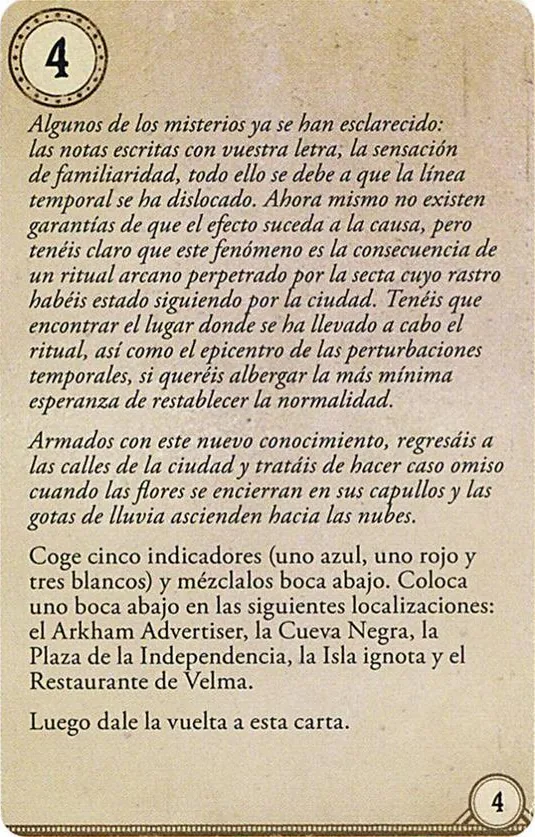 4
Algunos de los misterios ya se han esclarecido:
las notas escritas con vuestra letra, la sensación
de familiaridad, todo ello se debe a que la línea
temporal se ha dislocado. Ahora mismo no existen
garantías de que el efecto suceda a la causa, pero
tenéis claro que este fenómeno es la consecuencia de
un ritual arcano perpetrado por la secta cuyo rastro
habéis estado siguiendo por la ciudad. Tenéis que
encontrar el lugar donde se ha llevado a cabo el
ritual, así como el epicentro de las perturbaciones
temporales, si queréis albergar la más mínima
esperanza de restablecer la normalidad.
Armados con este nuevo conocimiento, regresáis a
las calles de la ciudad y tratáis de hacer caso omiso
cuando las flores se encierran en sus capullos y las
gotas de lluvia ascienden hacia las nubes.
Coge cinco indicadores (uno azul, uno rojo y
tres blancos) y mézclalos boca abajo. Coloca
uno boca abajo en las siguientes localizaciones:
el Arkham Advertiser, la Cueva Negra, la
Plaza de la Independencia, la Isla ignota y el
Restaurante de Velma.
Luego dale la vuelta a esta carta.
4